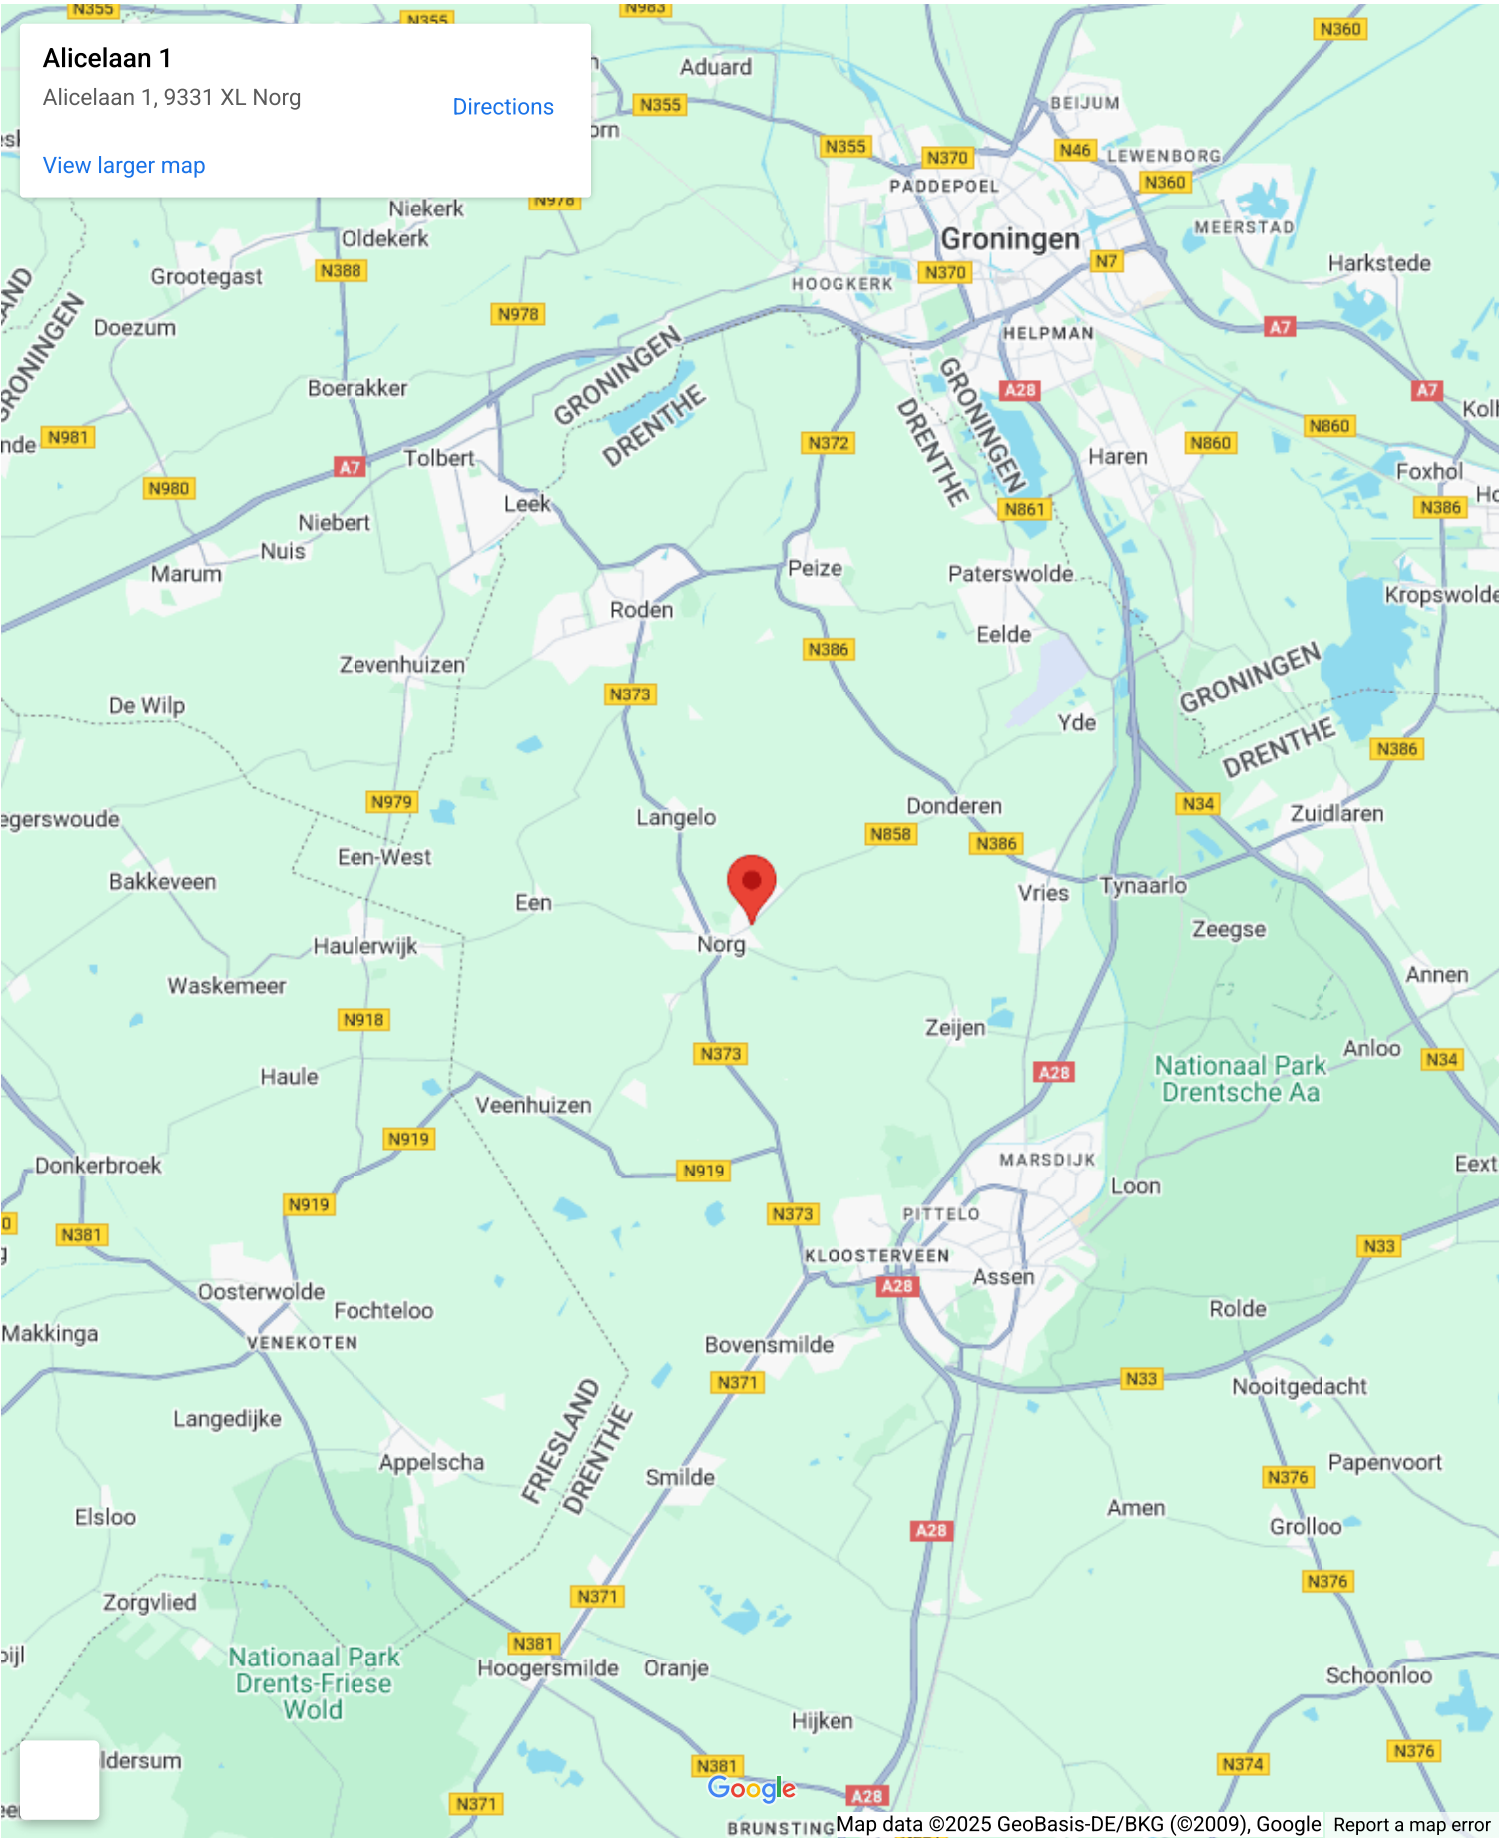 N355
N355
N983
N360
Alicelaan 1
Alicelaan 1, 9331 XL Norg
Directions
View larger map
Aduard
N355
BEIJUM
N355
N370
N46
LEWENBORG
PADDEPOEL
N360
N978
Niekerk
Oldekerk
MEERSTAD
Groningen
Grootegast
N388
N370
N7
Harkstede
HOOGKERK
N978
Doezum
GRONINGEN
GRONINGEN
HELPMAN
A7
Boerakker
DRENTHE
GRONINGEN
DRENTHE
A28
A7
N981
A7
Tolbert
N372
Haren
N860
N860
Foxhol
N980
Leek
N861
N386
Niebert
Nuis
Marum
Peize
Paterswolde
Kropswolde
Roden
Eelde
N386
Zevenhuizen
N373
GRONINGEN
De Wilp
Yde
DRENTHE
N386
N979
Langelo
Donderen
N34
Zuidlaren
egerswoude
N858
N386
Een-West
Bakkeveen
Een
Vries
Tynaarlo
Haulerwijk
Norg
Zeegse
Waskemeer
Annen
N918
Zeijen
N373
Anloo
N34
Haule
A28
Nationaal Park
Drentsche Aa
Veenhuizen
N919
Donkerbroek
N919
MARSDIJK
Eext
Loon
N919
N373
PITTELO
N381
KLOOSTERVEEN
N33
A28
Assen
Oosterwolde
Fochteloo
Rolde
Makkinga
VENEKOTEN
Bovensmilde
N371
N33
Nooitgedacht
Langedijke
FRIESLAND
DRENTHE
Appelscha
Smilde
N376
Papenvoort
Elsloo
Amen
Grolloo
A28
Zorgvlied
N371
N376
N381
Nationaal Park
Drents-Friese
Wold
Hoogersmilde
Oranje
Schoonloo
Hijken
ldersum
N381
N374
N376
Google
A28
N371
BRUNSTING
Map data ©2025 GeoBasis-DE/BKG (©2009), Google
Report a map error